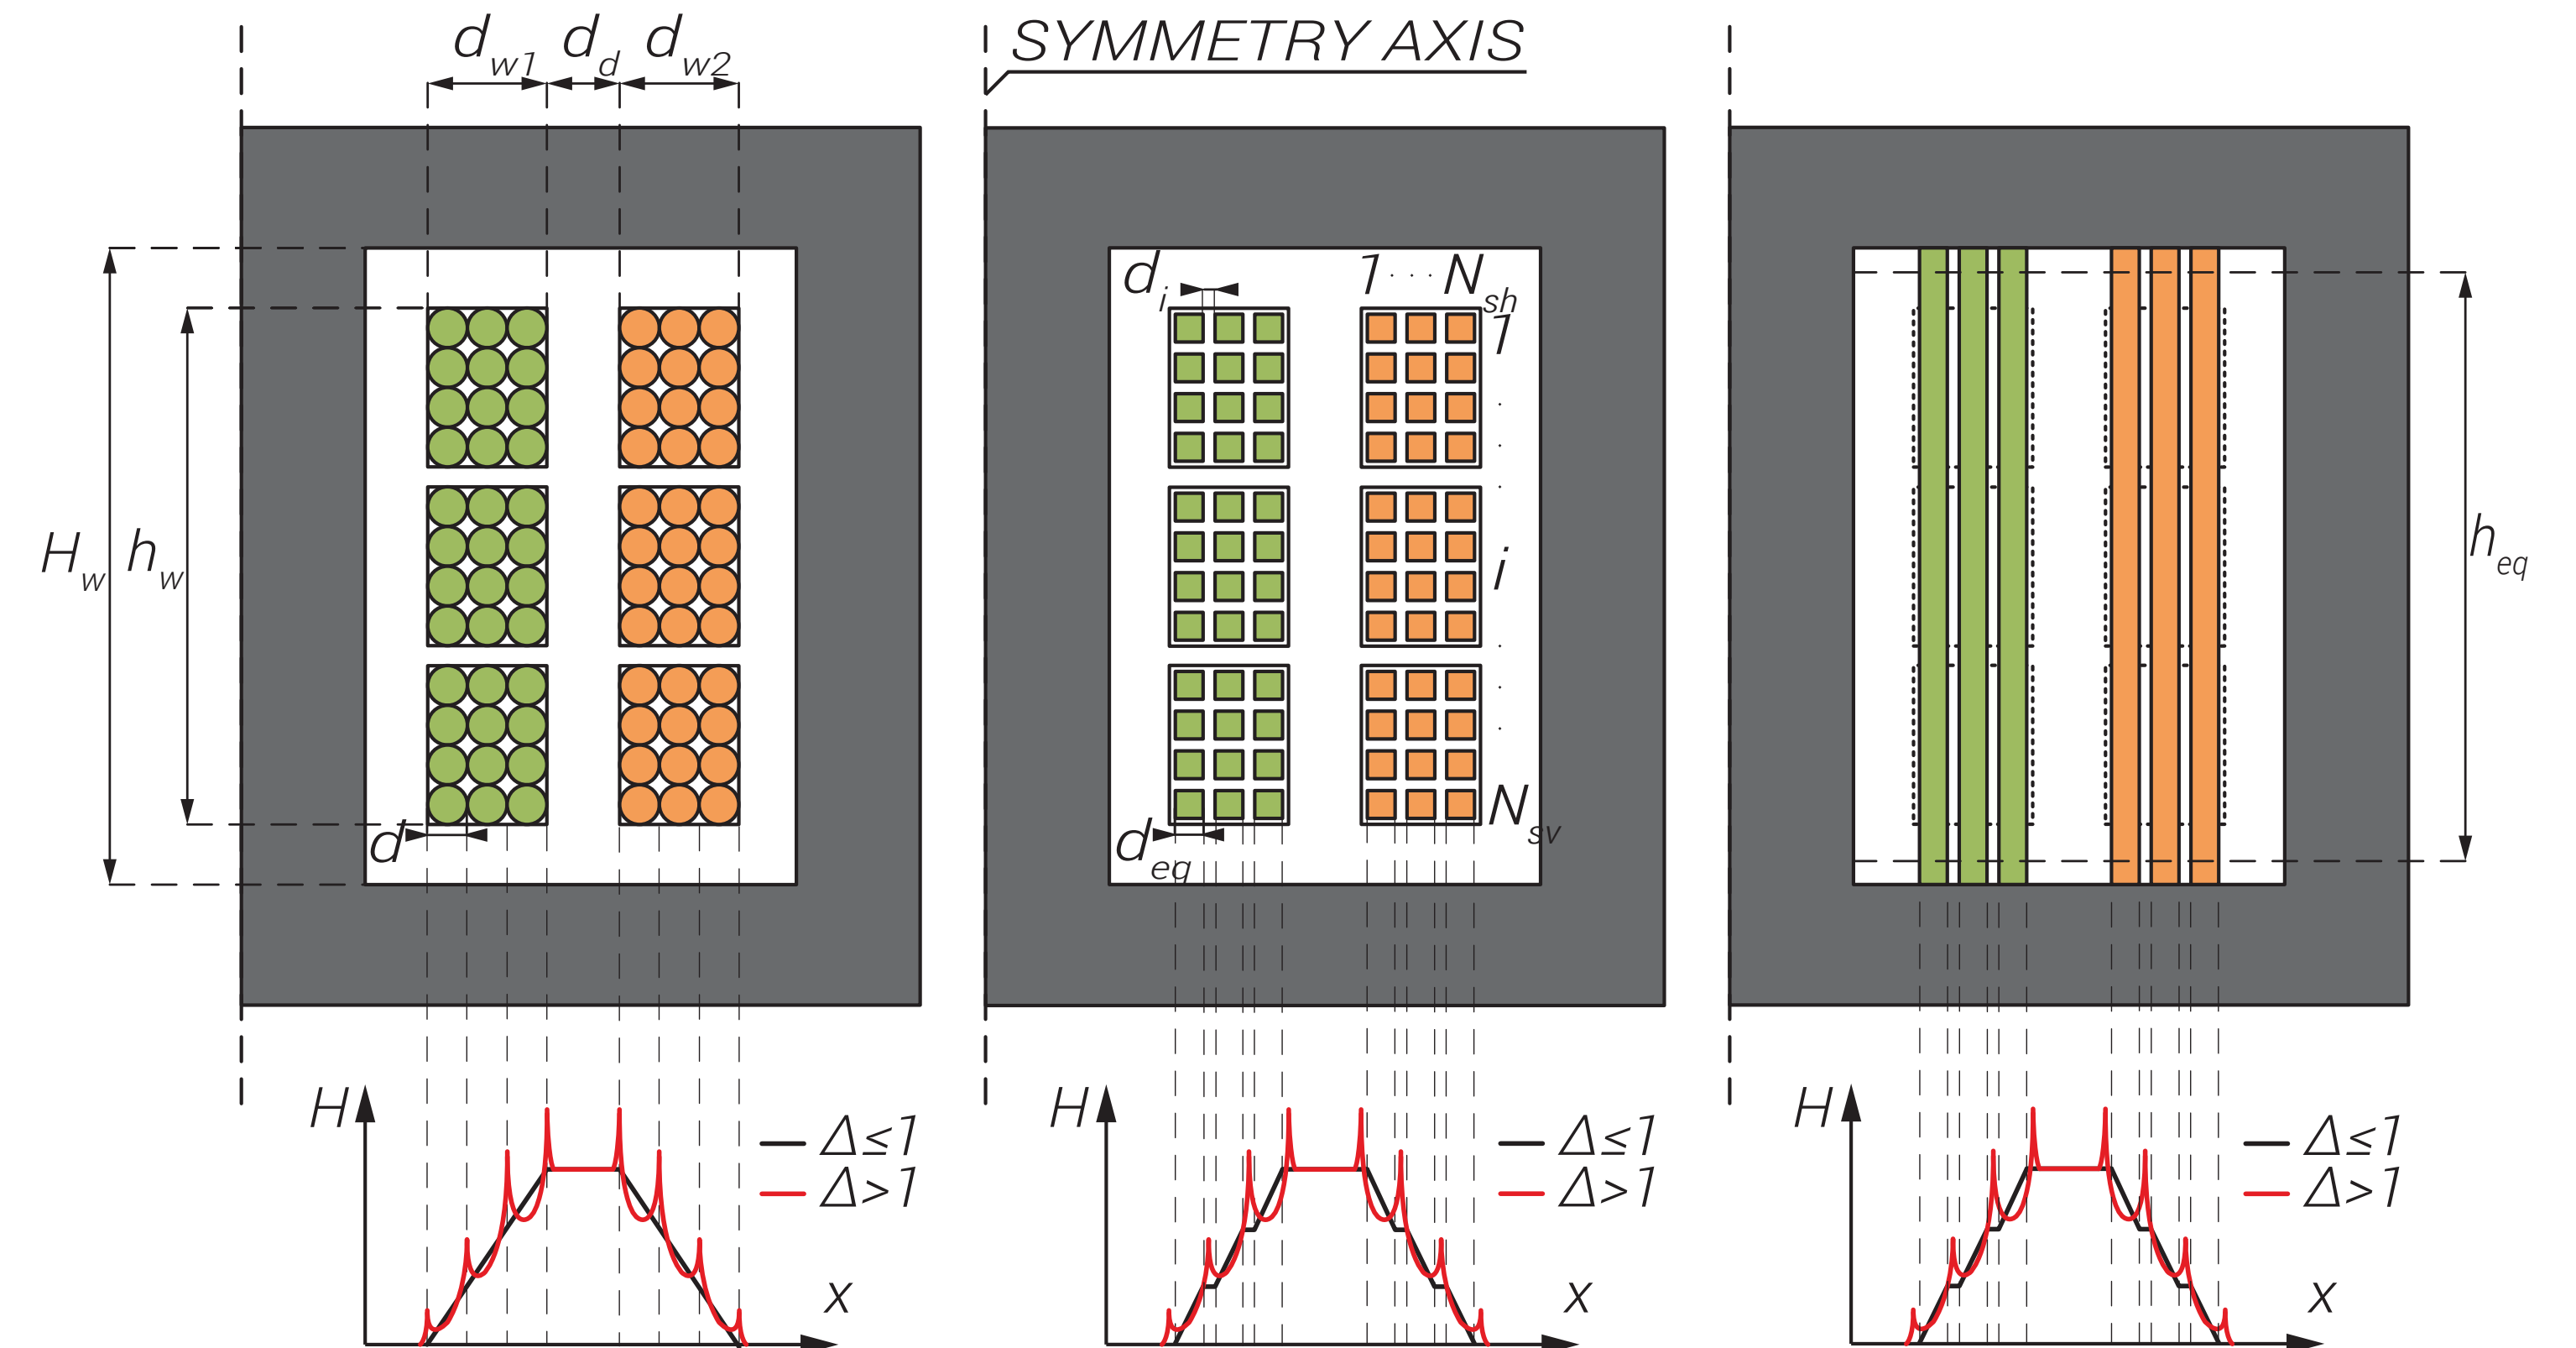 d_w1 d_d d_w2
SYMMETRY AXIS
H_w
h_w
d
d_i
1 · · · N_sh
1
i
N_sv
d_eq
h_eq
H
Δ≤1
Δ>1
x
H
Δ≤1
Δ>1
x
H
Δ≤1
Δ>1
x